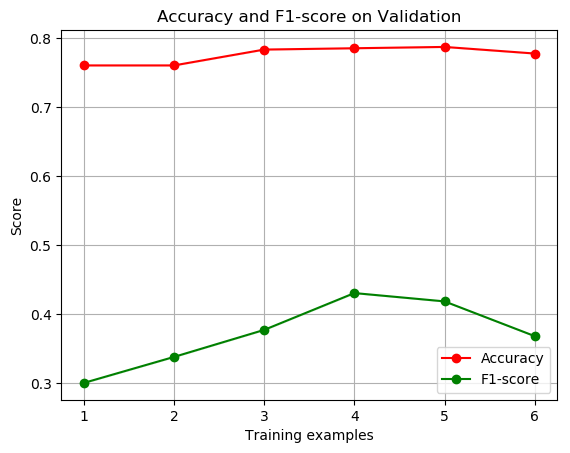 Accuracy and F1-score on Validation
0.8
0.7
0.6
0.5
0.4
0.3
Score
Accuracy
F1-score
1 2 3 4 5 6
Training examples